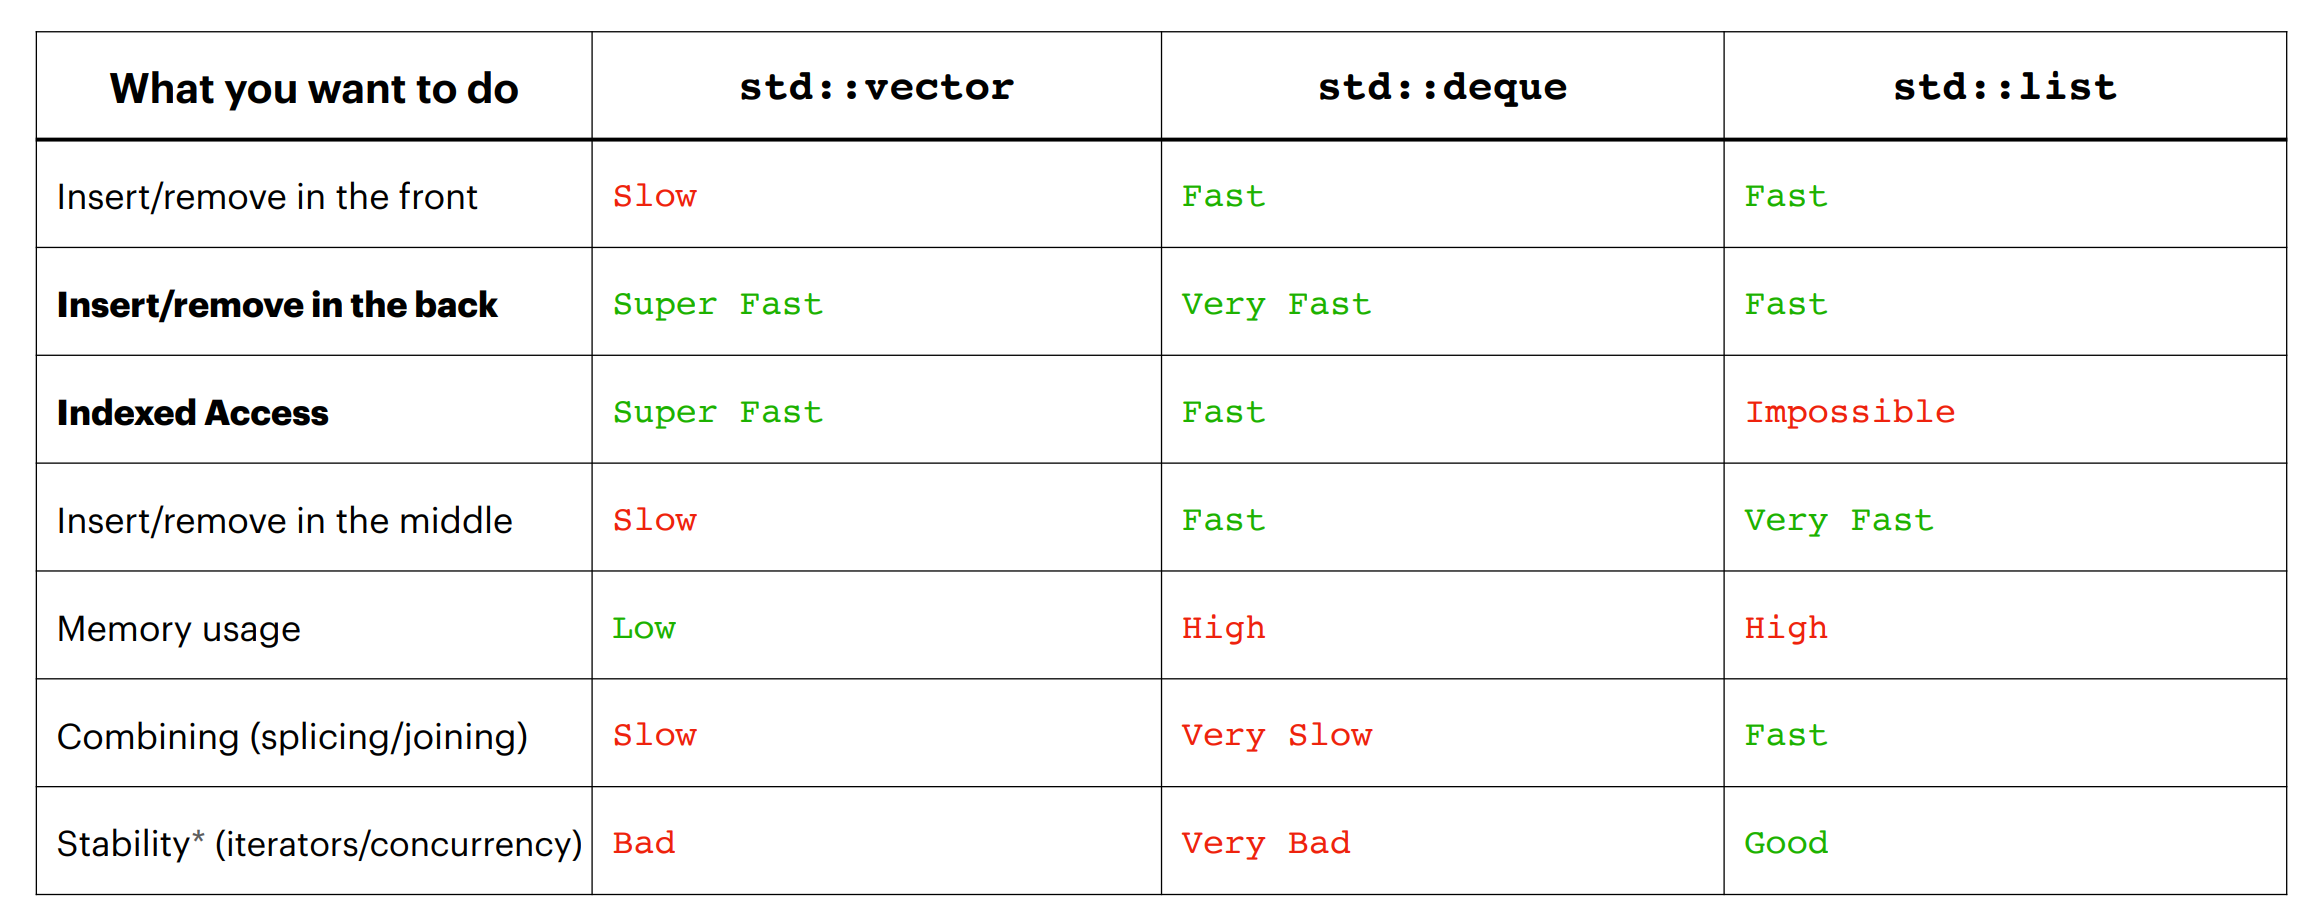 What you want to do std::vector std::deque std::list
Insert/remove in the front Slow Fast Fast
Insert/remove in the back Super Fast Very Fast Fast
Indexed Access Super Fast Fast Impossible
Insert/remove in the middle Slow Fast Very Fast
Memory usage Low High High
Combining (splicing/joining) Slow Very Slow Fast
Stability* (iterators/concurrency) Bad Very Bad Good